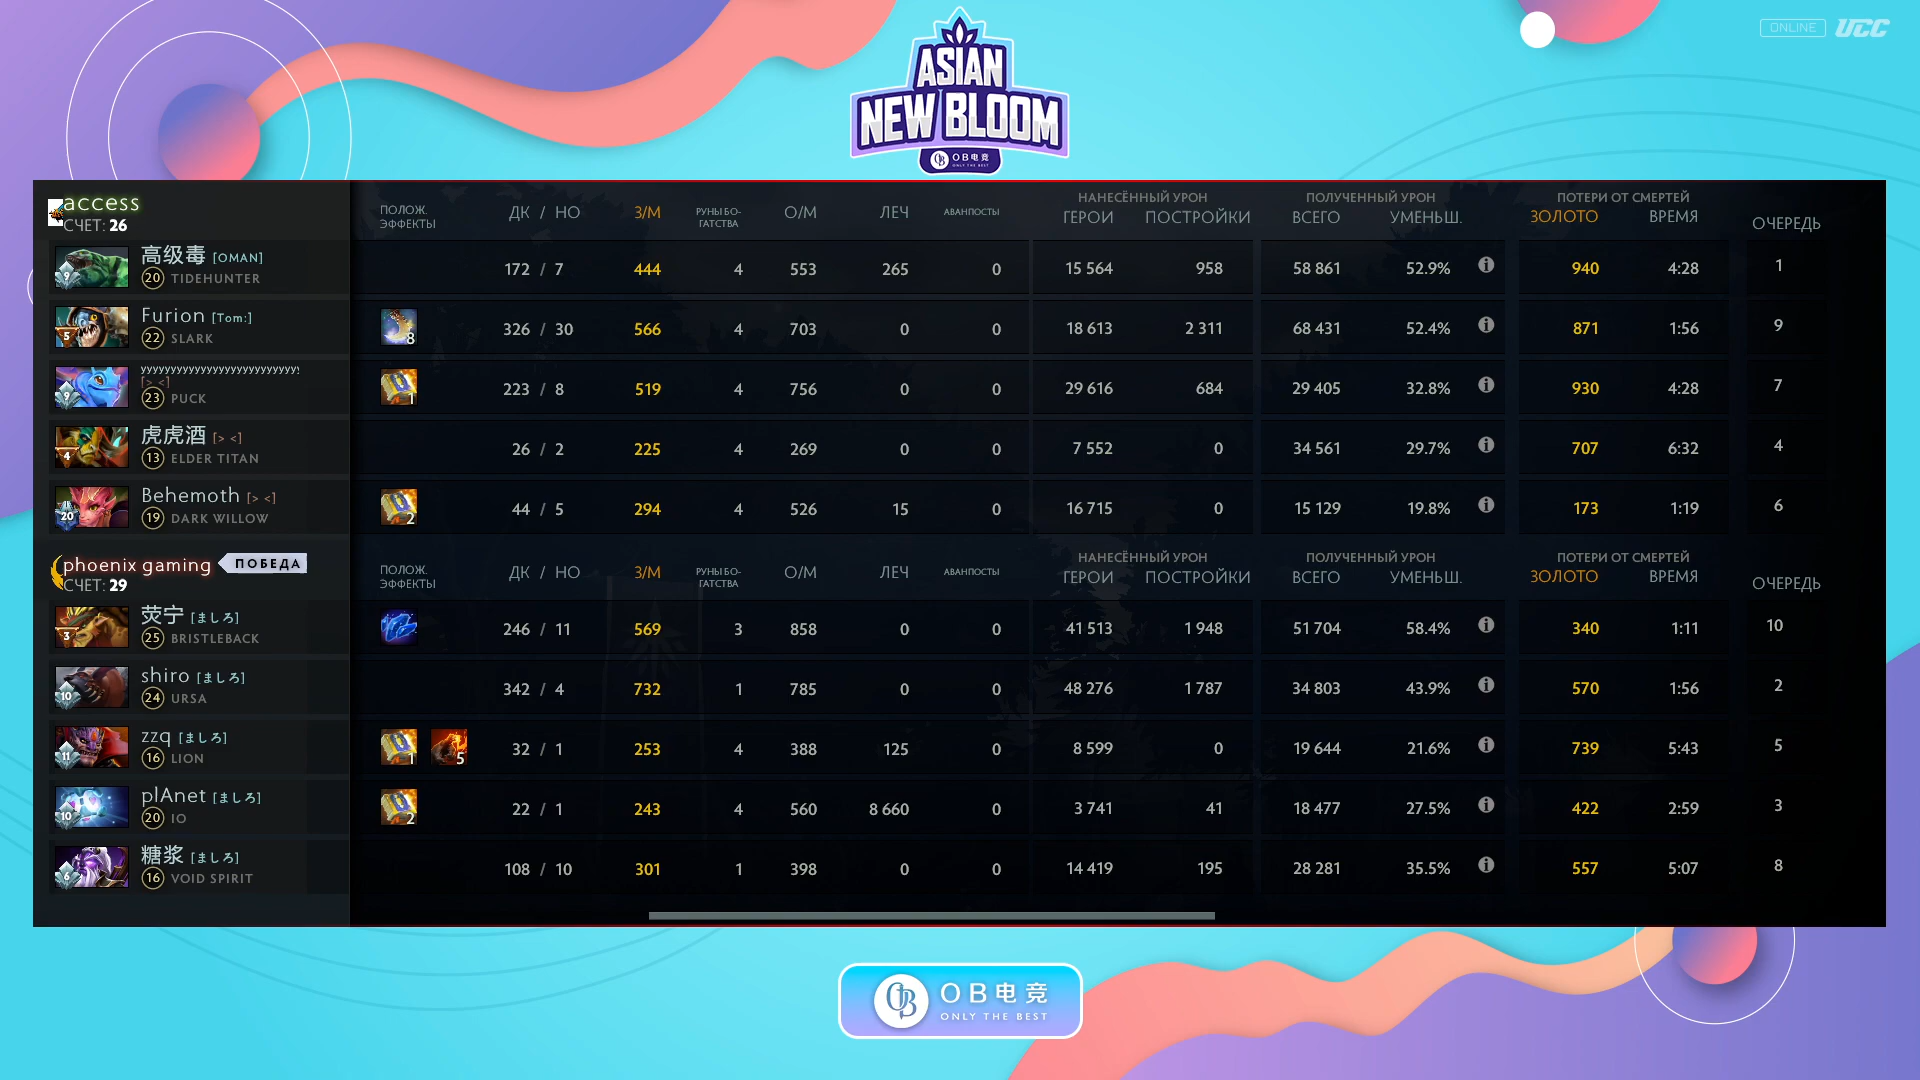 ONLINE UCC
ASIAN
NEW BLOOM
OB电竞
ONLY THE BEST
access
СЧЕТ: 26
ПОЛОЖ. ЭФФЕКТЫ ДК / НО З/М РУНЫ БО-ГАТСТВА О/М ЛЕЧ АВАНПОСТЫ
НАНЕСЁННЫЙ УРОН ПОЛУЧЕННЫЙ УРОН ПОТЕРИ ОТ СМЕРТЕЙ
ГЕРОИ ПОСТРОЙКИ ВСЕГО УМЕНЬШ. ЗОЛОТО ВРЕМЯ ОЧЕРЕДЬ
高级毒 [OMAN]
9 20 TIDEHUNTER
172 / 7 444 4 553 265 0 15 564 958 58 861 52.9% 940 4:28 1
Furion [Tom:]
5 22 SLARK
8 326 / 30 566 4 703 0 0 18 613 2 311 68 431 52.4% 871 1:56 9
[> <]
9 23 PUCK
1 223 / 8 519 4 756 0 0 29 616 684 29 405 32.8% 930 4:28 7
虎虎酒 [> <]
4 13 ELDER TITAN
26 / 2 225 4 269 0 0 7 552 0 34 561 29.7% 707 6:32 4
Behemoth [> <]
20 19 DARK WILLOW
2 44 / 5 294 4 526 15 0 16 715 0 15 129 19.8% 173 1:19 6
phoenix gaming ПОБЕДА
СЧЕТ: 29
ПОЛОЖ. ЭФФЕКТЫ ДК / НО З/М РУНЫ БО-ГАТСТВА О/М ЛЕЧ АВАНПОСТЫ
НАНЕСЁННЫЙ УРОН ПОЛУЧЕННЫЙ УРОН ПОТЕРИ ОТ СМЕРТЕЙ
ГЕРОИ ПОСТРОЙКИ ВСЕГО УМЕНЬШ. ЗОЛОТО ВРЕМЯ ОЧЕРЕДЬ
荧宁 [ましろ]
3 25 BRISTLEBACK
246 / 11 569 3 858 0 0 41 513 1 948 51 704 58.4% 340 1:11 10
shiro [ましろ]
10 24 URSA
342 / 4 732 1 785 0 0 48 276 1 787 34 803 43.9% 570 1:56 2
zzq [ましろ]
11 16 LION
1 5 32 / 1 253 4 388 125 0 8 599 0 19 644 21.6% 739 5:43 5
plAnet [ましろ]
10 20 IO
2 22 / 1 243 4 560 8 660 0 3 741 41 18 477 27.5% 422 2:59 3
糖浆 [ましろ]
6 16 VOID SPIRIT
108 / 10 301 1 398 0 0 14 419 195 28 281 35.5% 557 5:07 8
OB电竞
ONLY THE BEST